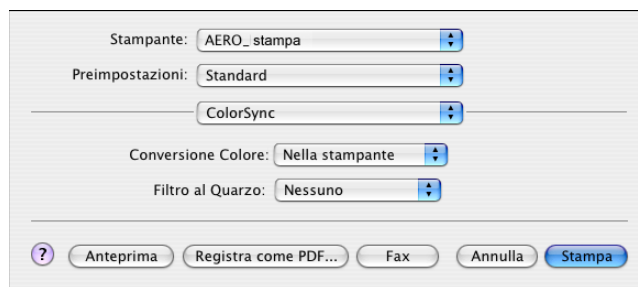 Stampante: AERO_ stampa
Preimpostazioni: Standard
ColorSync
Conversione Colore: Nella stampante
Filtro al Quarzo: Nessuno
? Anteprima Registra come PDF... Fax Annulla Stampa